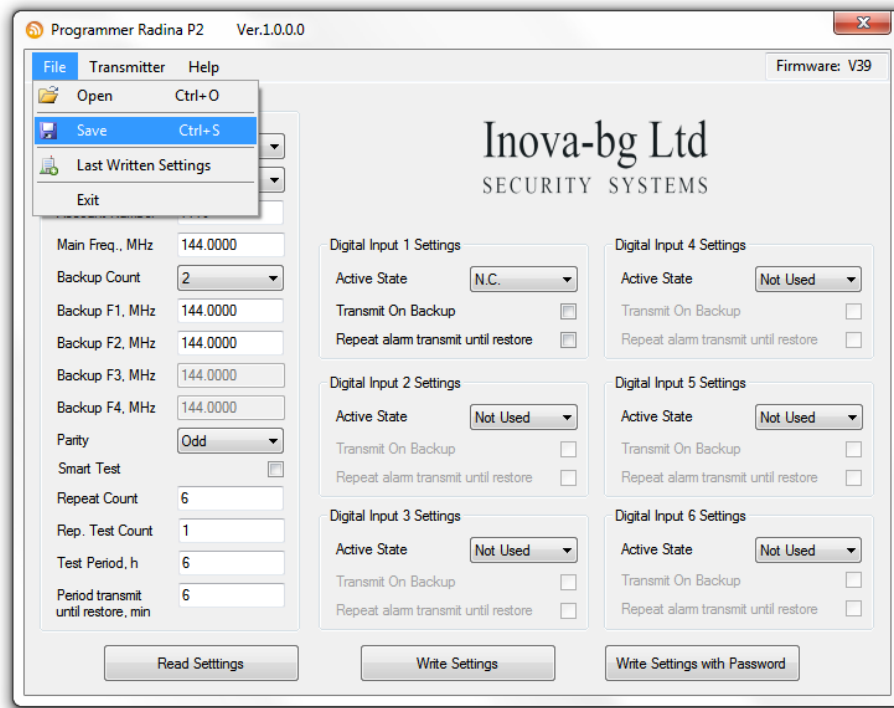 Programmer Radina P2 Ver.1.0.0.0
File Transmitter Help
Firmware: V39
Open Ctrl+O
Save Ctrl+S
Last Written Settings
Exit
Inova-bg Ltd
SECURITY SYSTEMS
Main Freq., MHz 144.0000
Backup Count 2
Backup F1, MHz 144.0000
Backup F2, MHz 144.0000
Backup F3, MHz 144.0000
Backup F4, MHz 144.0000
Parity Odd
Smart Test
Repeat Count 6
Rep. Test Count 1
Test Period, h 6
Period transmit
until restore, min 6
Digital Input 1 Settings
Active State N.C.
Transmit On Backup
Repeat alarm transmit until restore
Digital Input 2 Settings
Active State Not Used
Transmit On Backup
Repeat alarm transmit until restore
Digital Input 3 Settings
Active State Not Used
Transmit On Backup
Repeat alarm transmit until restore
Digital Input 4 Settings
Active State Not Used
Transmit On Backup
Repeat alarm transmit until restore
Digital Input 5 Settings
Active State Not Used
Transmit On Backup
Repeat alarm transmit until restore
Digital Input 6 Settings
Active State Not Used
Transmit On Backup
Repeat alarm transmit until restore
Read Setttings
Write Settings
Write Settings with Password